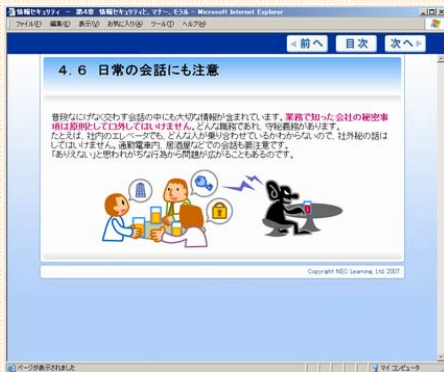 情報セキュリティ － 第4章 情報セキュリティと、マナー、モラル - Microsoft Internet Explorer
ファイル(F) 編集(E) 表示(V) お気に入り(A) ツール(T) ヘルプ(H)
前へ 目次 次へ
4．6 日常の会話にも注意
普段なにげなく交わす会話の中にも大切な情報が含まれています。業務で知った会社の秘密事
項は原則として口外してはいけません。どんな職務であれ、守秘義務があります。
たとえば、社内のエレベータでも、どんな人が乗り合わせているかわからないので、社外秘の話は
してはいけません。通勤電車内、居酒屋などでの会話も要注意です。
「ありえない」と思われがちな行為から問題が広がることもあるのです。
Copyright NEC Learning, Ltd. 2007
ページが表示されました
マイ コンピュータ